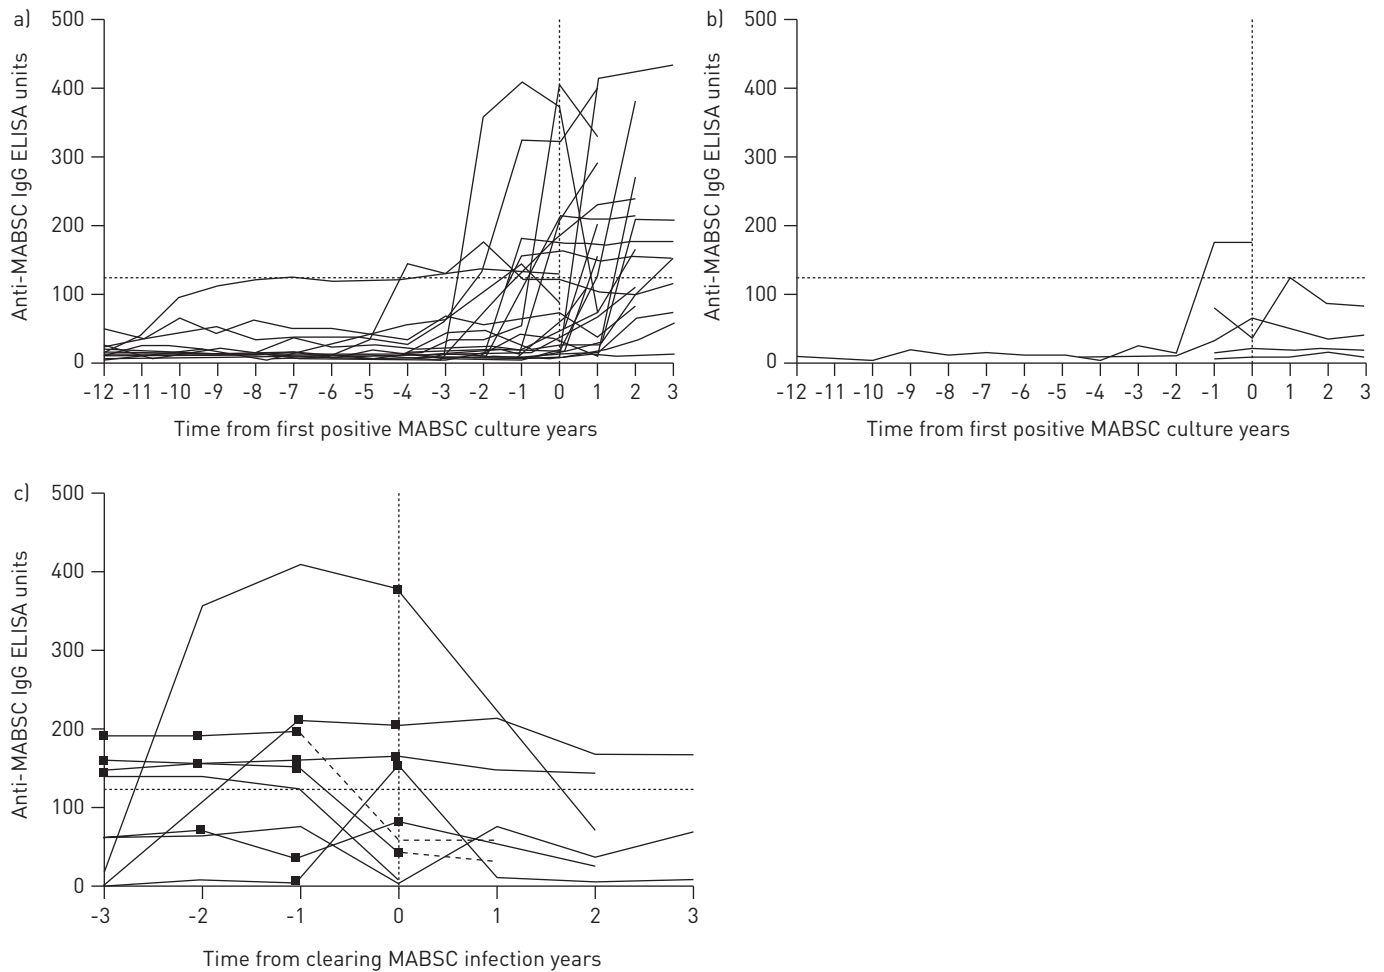 a)
Anti-MABSC IgG ELISA units
500
400
300
200
100
0
-12 -11 -10 -9 -8 -7 -6 -5 -4 -3 -2 -1 0 1 2 3
Time from first positive MABSC culture years
b)
Anti-MABSC IgG ELISA units
500
400
300
200
100
0
-12 -11 -10 -9 -8 -7 -6 -5 -4 -3 -2 -1 0 1 2 3
Time from first positive MABSC culture years
c)
Anti-MABSC IgG ELISA units
500
400
300
200
100
0
-3 -2 -1 0 1 2 3
Time from clearing MABSC infection years